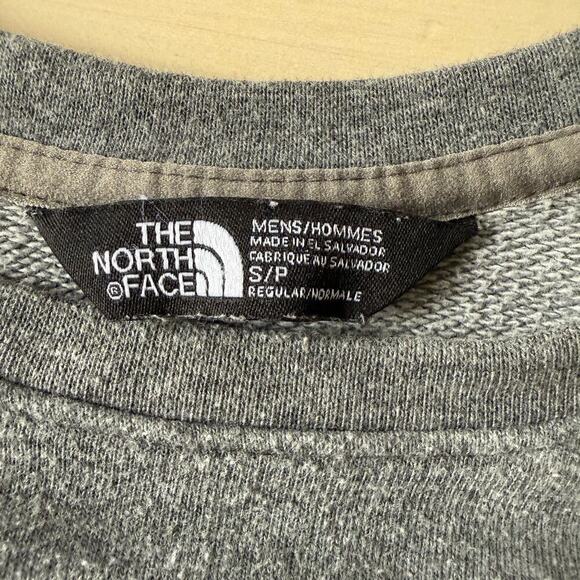 THE
NORTH
®FACE
MENS/HOMMES
MADE IN EL SALVADOR
FABRIQUE AU SALVADOR
S/P
REGULAR/NORMALE